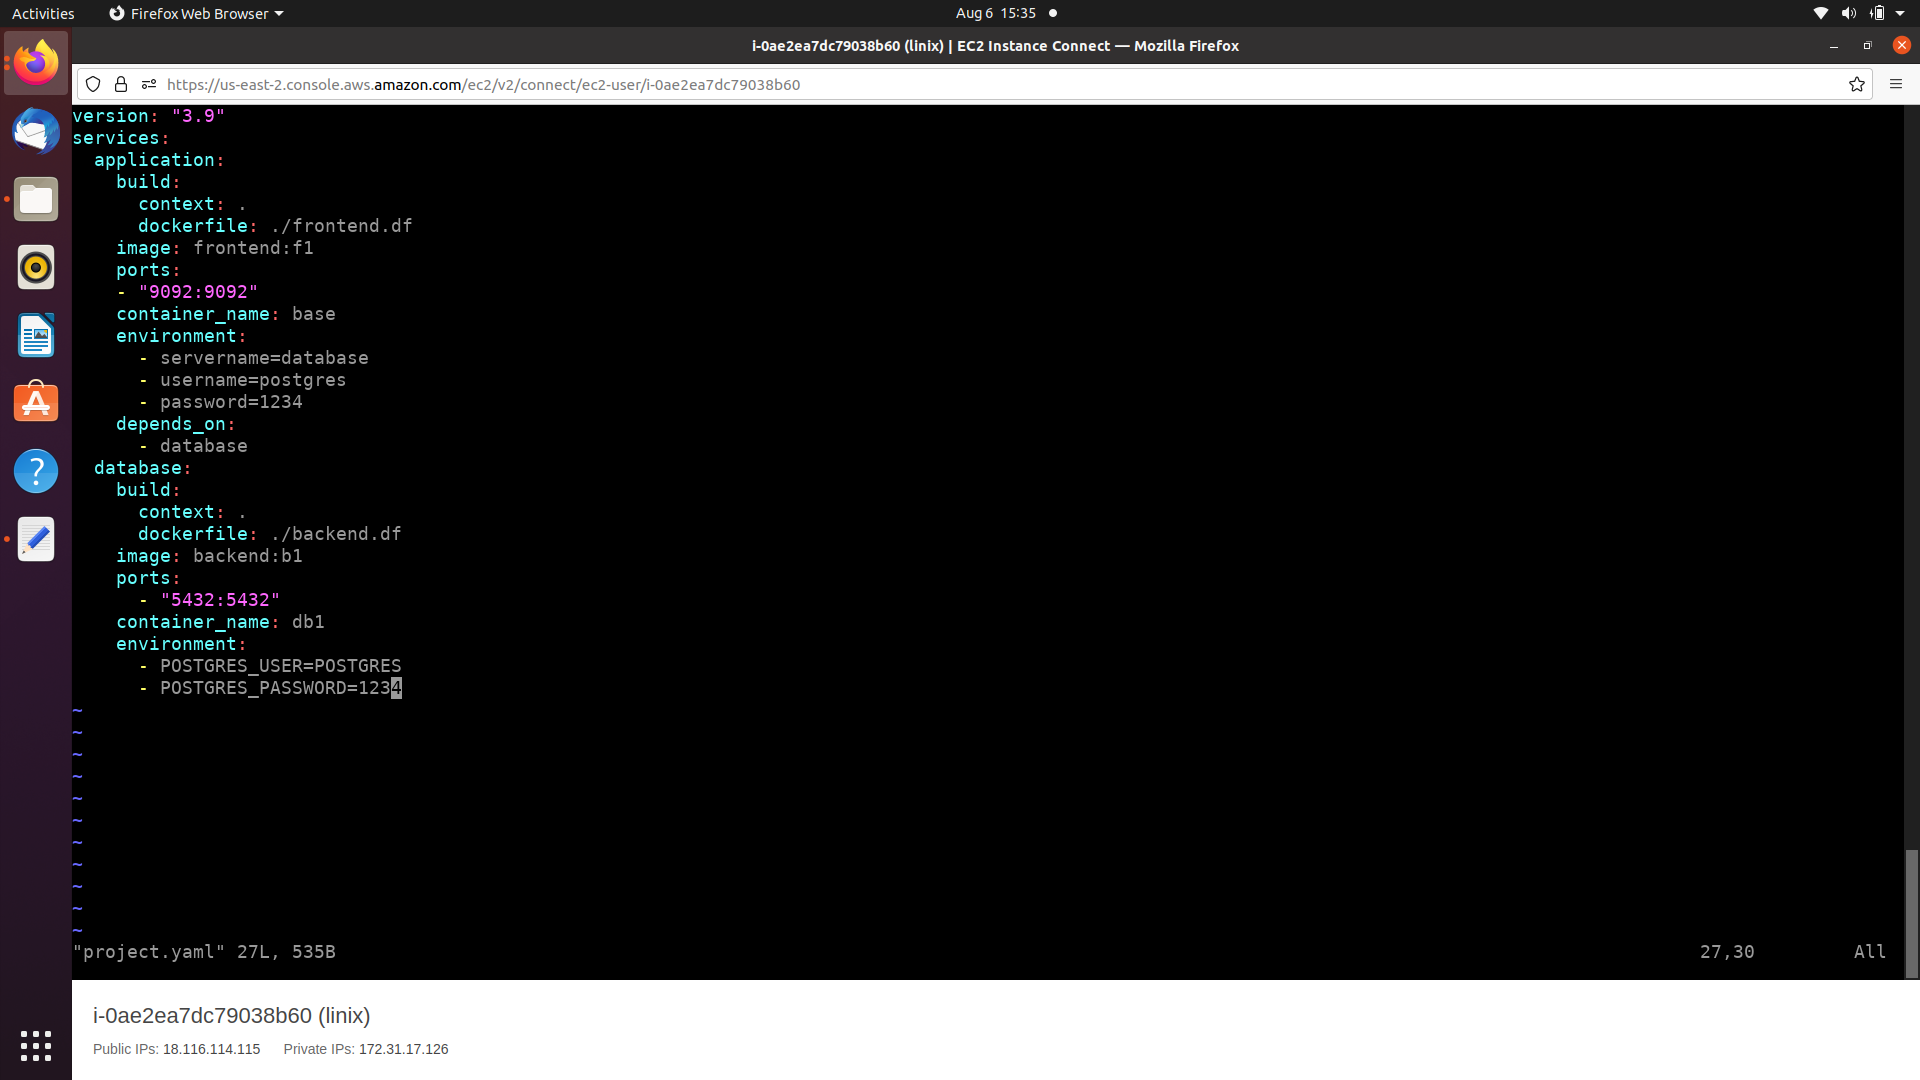 Activities
Firefox Web Browser
Aug 6 15:35
i-0ae2ea7dc79038b60 (linix) | EC2 Instance Connect — Mozilla Firefox
https://us-east-2.console.aws.amazon.com/ec2/v2/connect/ec2-user/i-0ae2ea7dc79038b60
version: "3.9"
services:
  application:
    build:
      context: .
      dockerfile: ./frontend.df
    image: frontend:f1
    ports:
    - "9092:9092"
    container_name: base
    environment:
      - servername=database
      - username=postgres
      - password=1234
    depends_on:
      - database
  database:
    build:
      context: .
      dockerfile: ./backend.df
    image: backend:b1
    ports:
      - "5432:5432"
    container_name: db1
    environment:
      - POSTGRES_USER=POSTGRES
      - POSTGRES_PASSWORD=1234
~
~
~
~
~
~
~
~
~
~
~
"project.yaml" 27L, 535B 27,30 All
i-0ae2ea7dc79038b60 (linix)
Public IPs: 18.116.114.115 Private IPs: 172.31.17.126